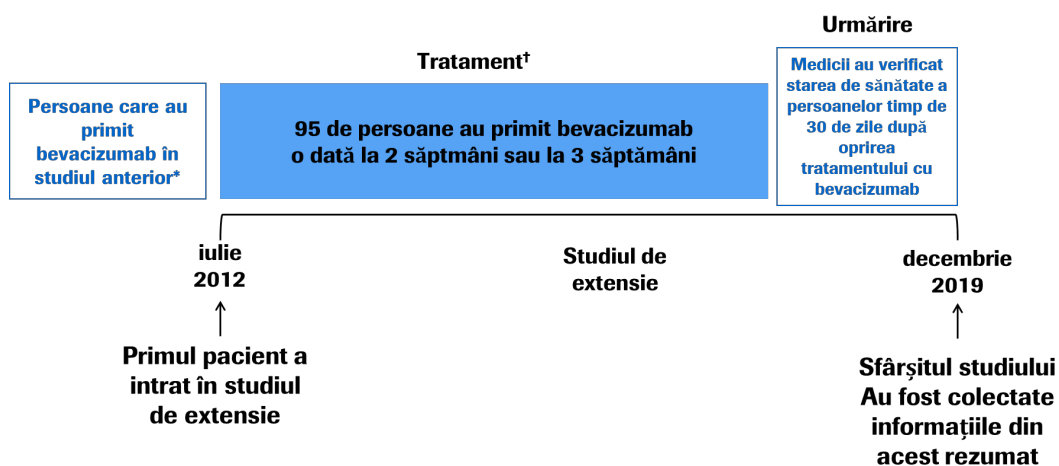 Persoane care au
primit
bevacizumab în
studiul anterior*
Tratament†
95 de persoane au primit bevacizumab
o dată la 2 săptmâni sau la 3 săptămâni
Urmărire
Medicii au verificat
starea de sănătate a
persoanelor timp de
30 de zile după
oprirea
tratamentului cu
bevacizumab
iulie
2012
Studiul de
extensie
decembrie
2019
Primul pacient a
intrat în studiul
de extensie
Sfârșitul studiului
Au fost colectate
informațiile din
acest rezumat